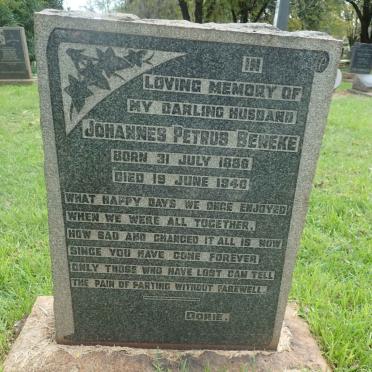 IN
LOVING MEMORY OF
MY DARLING HUSBAND
JOHANNES PETRUS BENEKE
BORN 31 JULY 1886
DIED 19 JUNE 1940
WHAT HAPPY DAYS WE ONCE ENJOYED
WHEN WE WERE ALL TOGETHER,
HOW SAD AND CHANGED IT ALL IS NOW
SINCE YOU HAVE GONE FOREVER.
ONLY THOSE WHO HAVE LOST CAN TELL
THE PAIN OF PARTING WITHOUT FAREWELL.
DORIE.